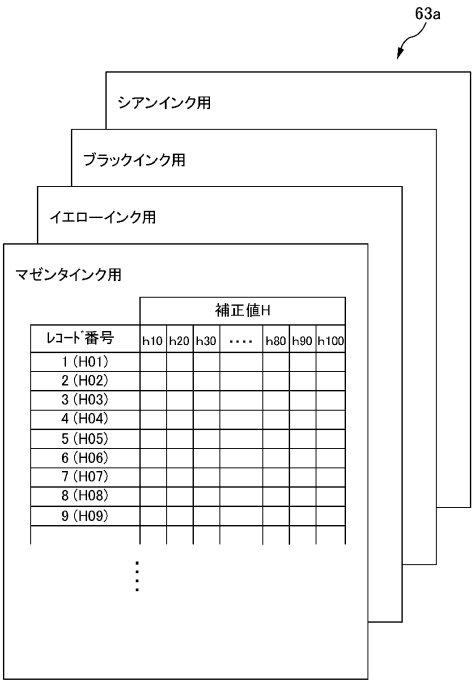 63a
シアンインク用
ブラックインク用
イエローインク用
マゼンタインク用
補正値H
レコード番号 h10 h20 h30 ‥‥ h80 h90 h100
1 (H01)
2 (H02)
3 (H03)
4 (H04)
5 (H05)
6 (H06)
7 (H07)
8 (H08)
9 (H09)